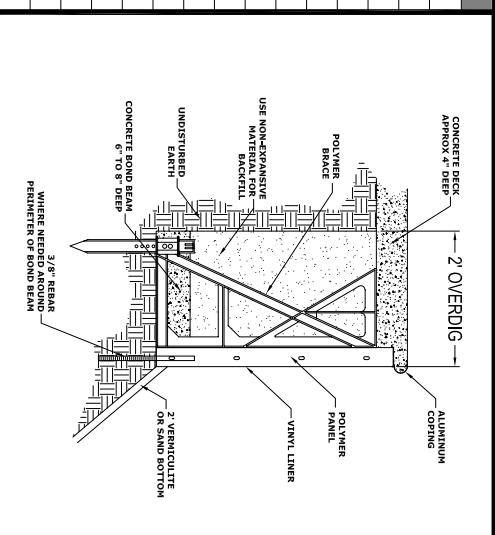 CONCRETE DECK
APPROX 4" DEEP
2' OVERDIG
ALUMINUM
COPING
POLYMER
BRACE
USE NON-EXPANSIVE
MATERIAL FOR
BACKFILL
POLYMER
PANEL
UNDISTURBED
EARTH
VINYL LINER
CONCRETE BOND BEAM
6" TO 8" DEEP
2' VERMICULITE
OR SAND BOTTOM
3/8" REBAR
WHERE NEEDED AROUND
PERIMETER OF BOND BEAM